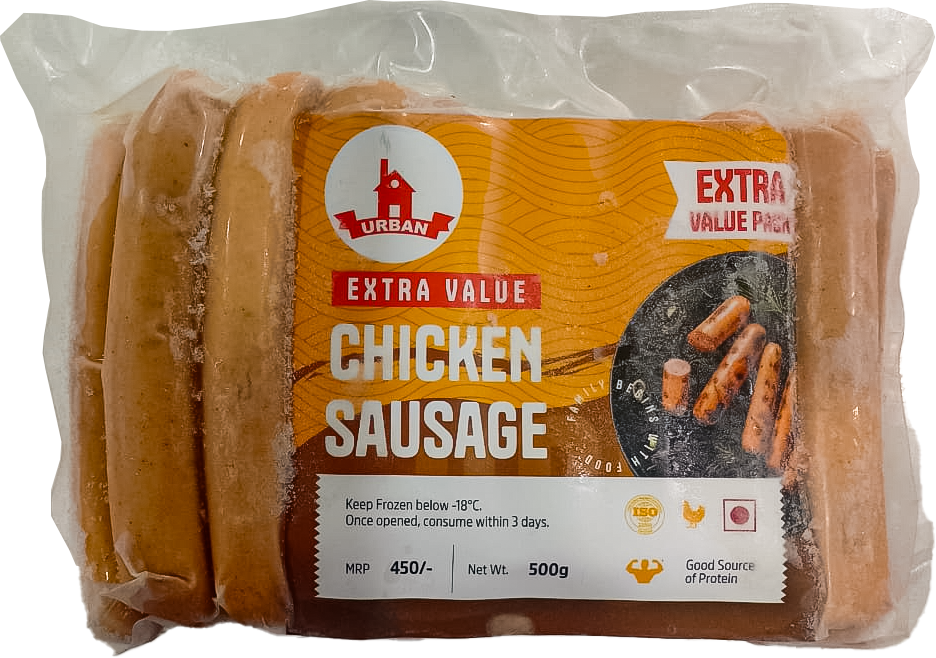 URBAN
EXTRA
VALUE PACK
EXTRA VALUE
CHICKEN
SAUSAGE
FAMILY BEGINS WITH FOOD
Keep Frozen below -18°C.
Once opened, consume within 3 days.
ISO
MRP 450/-
Net Wt. 500g
Good Source
of Protein